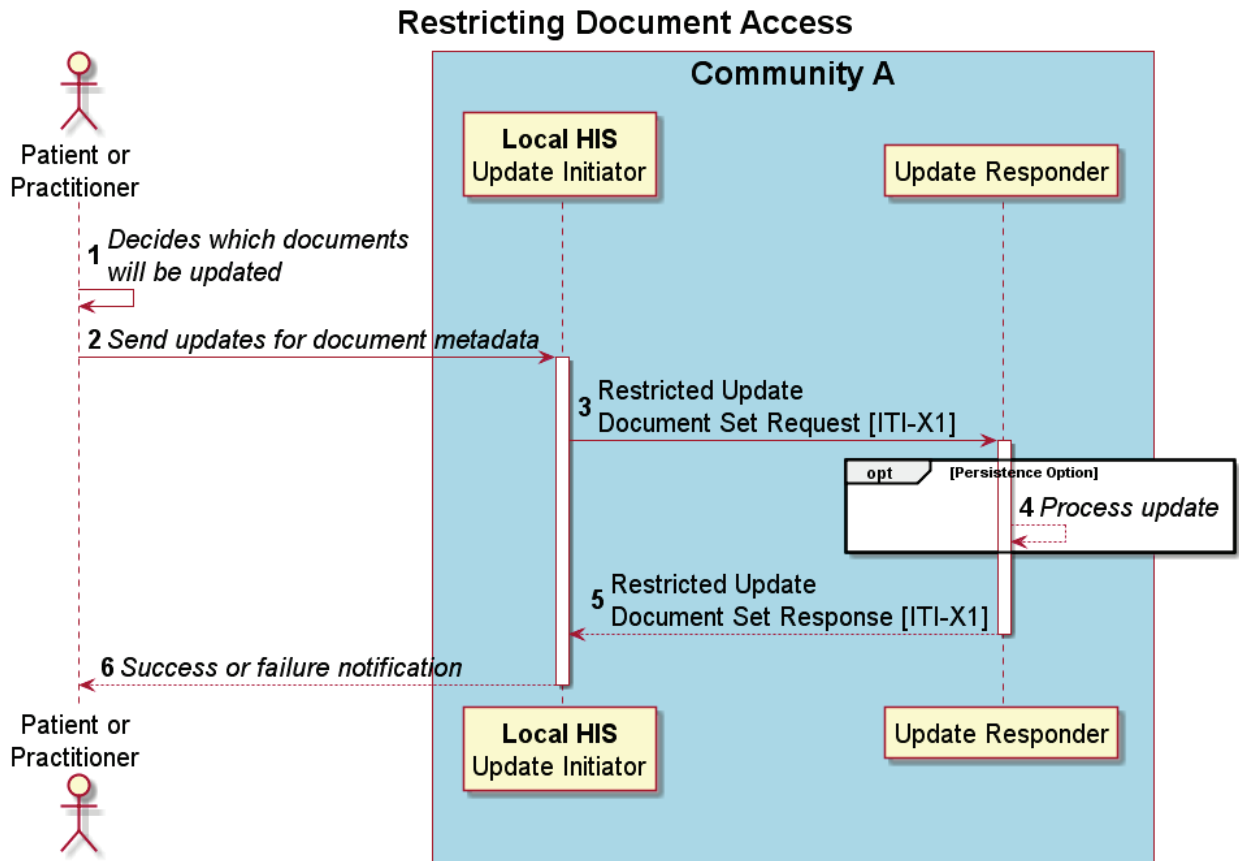 Restricting Document Access
Community A
Patient or
Practitioner
Local HIS
Update Initiator
Update Responder
1 Decides which documents
will be updated
2 Send updates for document metadata
3 Restricted Update
Document Set Request [ITI-X1]
opt [Persistence Option]
4 Process update
5 Restricted Update
Document Set Response [ITI-X1]
6 Success or failure notification
Patient or
Practitioner
Local HIS
Update Initiator
Update Responder